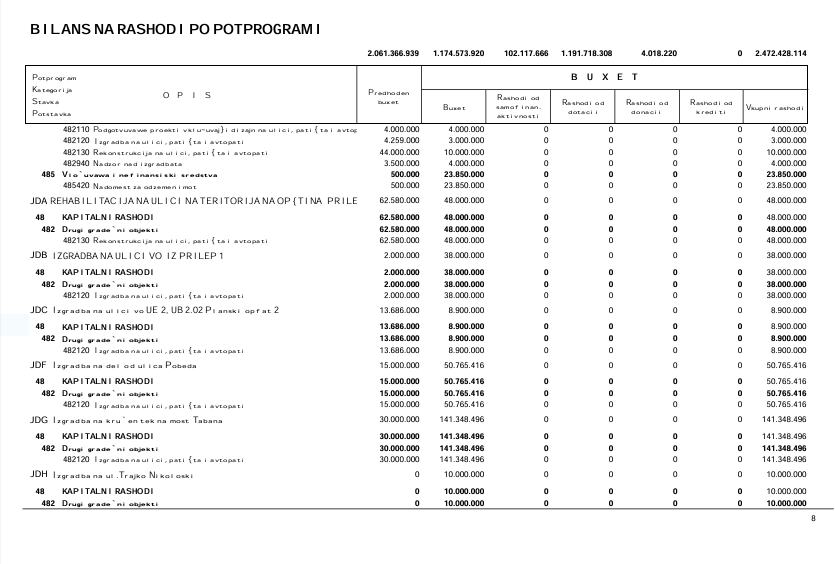 BILANS NA RASHODI PO POTPROGRAMI
2.061.366.939 1.174.573.920 102.117.666 1.191.718.308 4.018.220 0 2.472.428.114
Potprogram
Kategorija
Stavka
Potstavka
O P I S
Predhoden buxet
B U X E T
Buxet
Rashodi od samofinan. aktivnosti
Rashodi od dotacii
Rashodi od donacii
Rashodi od krediti
Vkupni rashodi
482110 Podgotvuvawe proekti vklu~uvaj}i dizajn na ulici, pati {ta i avtop 4.000.000 4.000.000 0 0 0 0 4.000.000
482120 Izgradba na ulici, pati {ta i avtopati 4.259.000 3.000.000 0 0 0 0 3.000.000
482130 Rekonstrukcija na ulici, pati {ta i avtopati 44.000.000 10.000.000 0 0 0 0 10.000.000
482940 Nadzor nad izgradbata 3.500.000 4.000.000 0 0 0 0 4.000.000
485 Vlo`uvawa i nefinansiski sredstva 500.000 23.850.000 0 0 0 0 23.850.000
485420 Nadomest za odzemen imot 500.000 23.850.000 0 0 0 0 23.850.000
JDA REHABILITACIJA NA ULICI NA TERITORIJA NA OP{TINA PRILE 62.580.000 48.000.000 0 0 0 0 48.000.000
48 KAPITALNI RASHODI 62.580.000 48.000.000 0 0 0 0 48.000.000
482 Drugi grade`ni objekti 62.580.000 48.000.000 0 0 0 0 48.000.000
482130 Rekonstrukcija na ulici, pati {ta i avtopati 62.580.000 48.000.000 0 0 0 0 48.000.000
JDB IZGRADBA NA ULICI VO IZ PRILEP 1 2.000.000 38.000.000 0 0 0 0 38.000.000
48 KAPITALNI RASHODI 2.000.000 38.000.000 0 0 0 0 38.000.000
482 Drugi grade`ni objekti 2.000.000 38.000.000 0 0 0 0 38.000.000
482120 Izgradba na ulici, pati {ta i avtopati 2.000.000 38.000.000 0 0 0 0 38.000.000
JDC Izgradba na ulici vo UE 2, UB 2.02 Planski opfat 2 13.686.000 8.900.000 0 0 0 0 8.900.000
48 KAPITALNI RASHODI 13.686.000 8.900.000 0 0 0 0 8.900.000
482 Drugi grade`ni objekti 13.686.000 8.900.000 0 0 0 0 8.900.000
482120 Izgradba na ulici, pati {ta i avtopati 13.686.000 8.900.000 0 0 0 0 8.900.000
JDF Izgradba na del od ulica Pobeda 15.000.000 50.765.416 0 0 0 0 50.765.416
48 KAPITALNI RASHODI 15.000.000 50.765.416 0 0 0 0 50.765.416
482 Drugi grade`ni objekti 15.000.000 50.765.416 0 0 0 0 50.765.416
482120 Izgradba na ulici, pati {ta i avtopati 15.000.000 50.765.416 0 0 0 0 50.765.416
JDG Izgradba na kru`en tek na most Tabana 30.000.000 141.348.496 0 0 0 0 141.348.496
48 KAPITALNI RASHODI 30.000.000 141.348.496 0 0 0 0 141.348.496
482 Drugi grade`ni objekti 30.000.000 141.348.496 0 0 0 0 141.348.496
482120 Izgradba na ulici, pati {ta i avtopati 30.000.000 141.348.496 0 0 0 0 141.348.496
JDH Izgradba na ul.Trajko Nikoloski 0 10.000.000 0 0 0 0 10.000.000
48 KAPITALNI RASHODI 0 10.000.000 0 0 0 0 10.000.000
482 Drugi grade`ni objekti 0 10.000.000 0 0 0 0 10.000.000
8